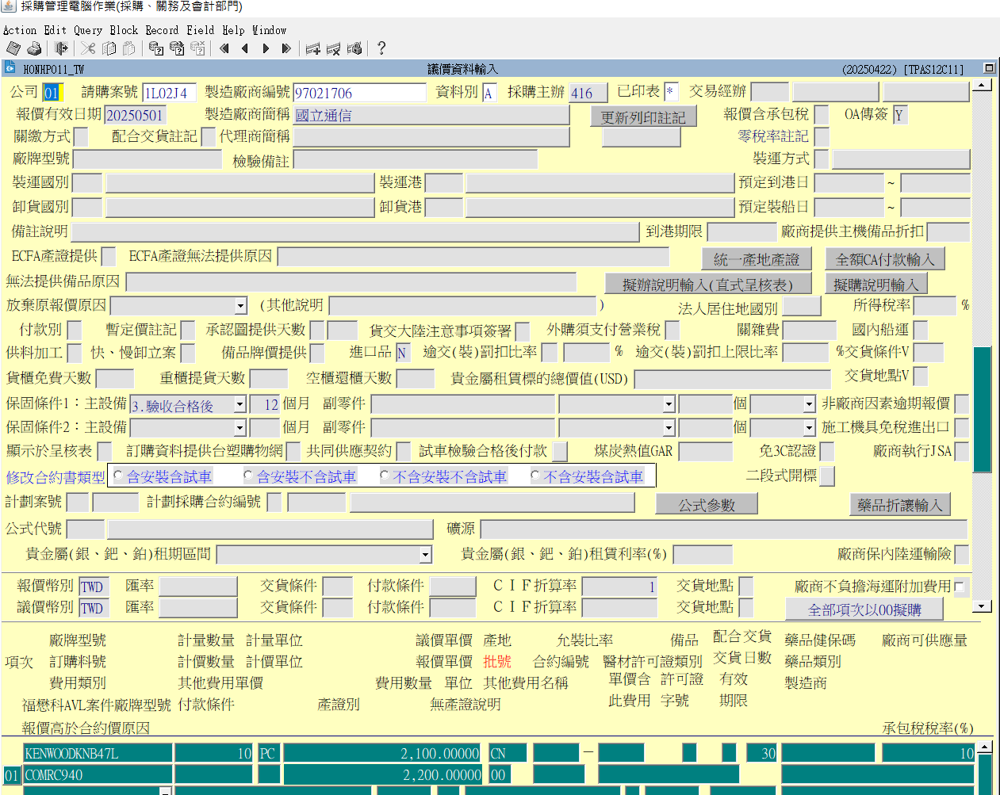 採購管理電腦作業(採購、關務及會計部門)
Action Edit Query Block Record Field Help Window
HONHPO11_TW 議價資料輸入 (20250422) [TPAS12C11]
公司 01 請購案號 1L02J4 製造廠商編號 97021706 資料別 A 採購主辦 416 已印表 * 交易經辦
報價有效日期 20250501 製造廠商簡稱 國立通信 更新列印註記 報價含承包稅 OA傳簽 Y
關繳方式 配合交貨註記 代理商簡稱 零稅率註記
廠牌型號 檢驗備註 裝運方式
裝運國別 裝運港 預定到港日 ~
卸貨國別 卸貨港 預定裝船日 ~
備註說明 到港期限 廠商提供主機備品折扣
ECFA產證提供 ECFA產證無法提供原因 統一產地產證 全額CA付款輸入
無法提供備品原因 擬辦說明輸入(直式呈核表) 擬購說明輸入
放棄原報價原因 (其他說明 ) 法人居住地國別 所得稅率 %
付款別 暫定價註記 承認圖提供天數 貨交大陸注意事項簽署 外購須支付營業稅 關雜費 國內船運
供料加工 快、慢卸立案 備品牌價提供 進口品 N 逾交(裝)罰扣比率 % 逾交(裝)罰扣上限比率 %交貨條件V
貨櫃免費天數 重櫃提貨天數 空櫃還櫃天數 貴金屬租賃標的總價值(USD) 交貨地點V
保固條件1：主設備 3.驗收合格後 12 個月 副零件 個 非廠商因素逾期報價
保固條件2：主設備 個月 副零件 個 施工機具免稅進出口
顯示於呈核表 訂購資料提供台塑購物網 共同供應契約 試車檢驗合格後付款 煤炭熱值GAR 免3C認證 廠商執行JSA
修改合約書類型 含安裝含試車 含安裝不含試車 不含安裝不含試車 不含安裝含試車 二段式開標
計劃案號 計劃採購合約編號 公式參數 藥品折讓輸入
公式代號 礦源
貴金屬(銀、鈀、鉑)租期區間 貴金屬(銀、鈀、鉑)租賃利率(%) 廠商保內陸運輸險
報價幣別 TWD 匯率 交貨條件 付款條件 ＣＩＦ折算率 1 交貨地點 廠商不負擔海運附加費用
議價幣別 TWD 匯率 交貨條件 付款條件 ＣＩＦ折算率 交貨地點 全部項次以00擬購
廠牌型號 計量數量 計量單位 議價單價 產地 允裝比率 備品 配合交貨 藥品健保碼 廠商可供應量
項次 訂購料號 計價數量 計價單位 報價單價 批號 合約編號 醫材許可證類別 交貨日數 藥品類別
費用類別 其他費用單價 費用數量 單位 其他費用名稱 單價含 許可證 有效 製造商
福懋科AVL案件廠牌型號 付款條件 產證別 無產證說明 此費用 字號 期限
報價高於合約價原因 承包稅稅率(%)
KENWOODKNB47L 10 PC 2,100.00000 CN - 30 10
01 COMRC940 2,200.00000 00